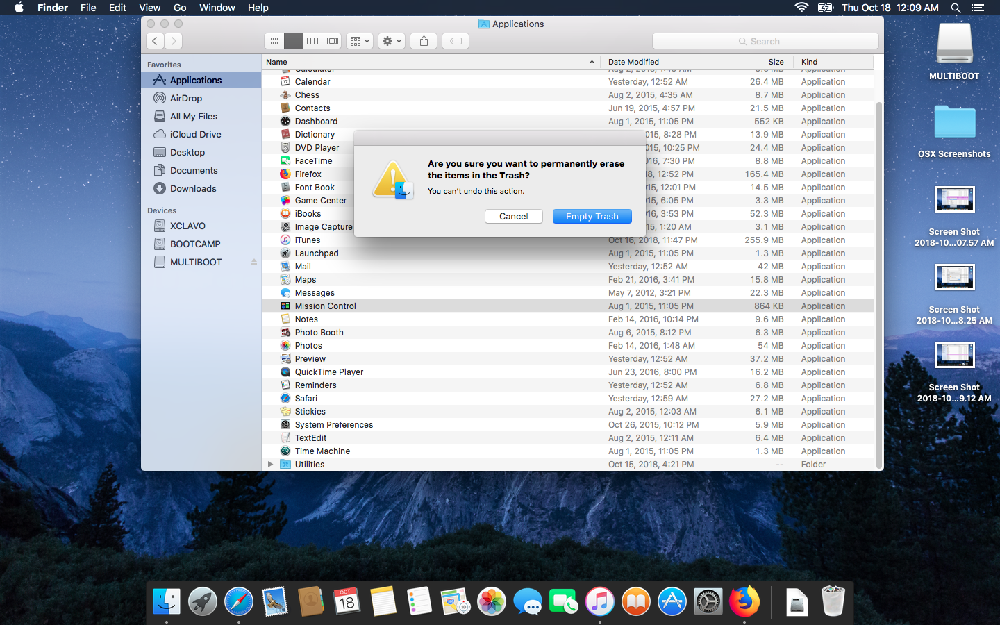 Finder File Edit View Go Window Help
Thu Oct 18 12:09 AM
Applications
Search
Favorites
Applications
AirDrop
All My Files
iCloud Drive
Desktop
Documents
Downloads
Devices
XCLAVO
BOOTCAMP
MULTIBOOT
Name Date Modified Size Kind
Calendar Yesterday, 12:52 AM 26.4 MB Application
Chess Aug 2, 2015, 4:35 AM 8.7 MB Application
Contacts Jun 19, 2015, 4:57 PM 21.5 MB Application
Dashboard Aug 1, 2015, 11:05 PM 552 KB Application
Dictionary 8:28 PM 13.9 MB Application
DVD Player 10:25 PM 24.4 MB Application
FaceTime 7:30 PM 8.8 MB Application
Firefox 12:52 PM 165.4 MB Application
Font Book 12:01 PM 14.5 MB Application
Game Center 6:05 PM 3.3 MB Application
iBooks 3:53 PM 52.3 MB Application
Image Capture 1:20 AM 3.1 MB Application
iTunes Oct 16, 2018, 11:47 PM 255.9 MB Application
Launchpad Aug 1, 2015, 11:05 PM 1.3 MB Application
Mail Yesterday, 12:52 AM 42 MB Application
Maps Feb 21, 2016, 3:41 PM 15.8 MB Application
Messages May 7, 2012, 3:21 PM 22.3 MB Application
Mission Control Aug 1, 2015, 11:05 PM 864 KB Application
Notes Feb 14, 2016, 10:14 PM 9.6 MB Application
Photo Booth Aug 6, 2015, 8:12 PM 6.3 MB Application
Photos Feb 14, 2016, 1:48 AM 54 MB Application
Preview Yesterday, 12:52 AM 37.2 MB Application
QuickTime Player Jun 23, 2016, 8:00 PM 16.2 MB Application
Reminders Yesterday, 12:52 AM 6.8 MB Application
Safari Yesterday, 12:59 AM 27.2 MB Application
Stickies Aug 2, 2015, 12:03 AM 6.1 MB Application
System Preferences Oct 26, 2015, 10:12 PM 5.9 MB Application
TextEdit Aug 2, 2015, 12:11 AM 6.4 MB Application
Time Machine Aug 1, 2015, 11:05 PM 1.3 MB Application
Utilities Oct 15, 2018, 4:21 PM -- Folder
Are you sure you want to permanently erase
the items in the Trash?
You can't undo this action.
Cancel
Empty Trash
MULTIBOOT
OSX Screenshots
Screen Shot
2018-10...07.57 AM
Screen Shot
2018-10...8.25 AM
Screen Shot
2018-10...9.12 AM
OCT
18